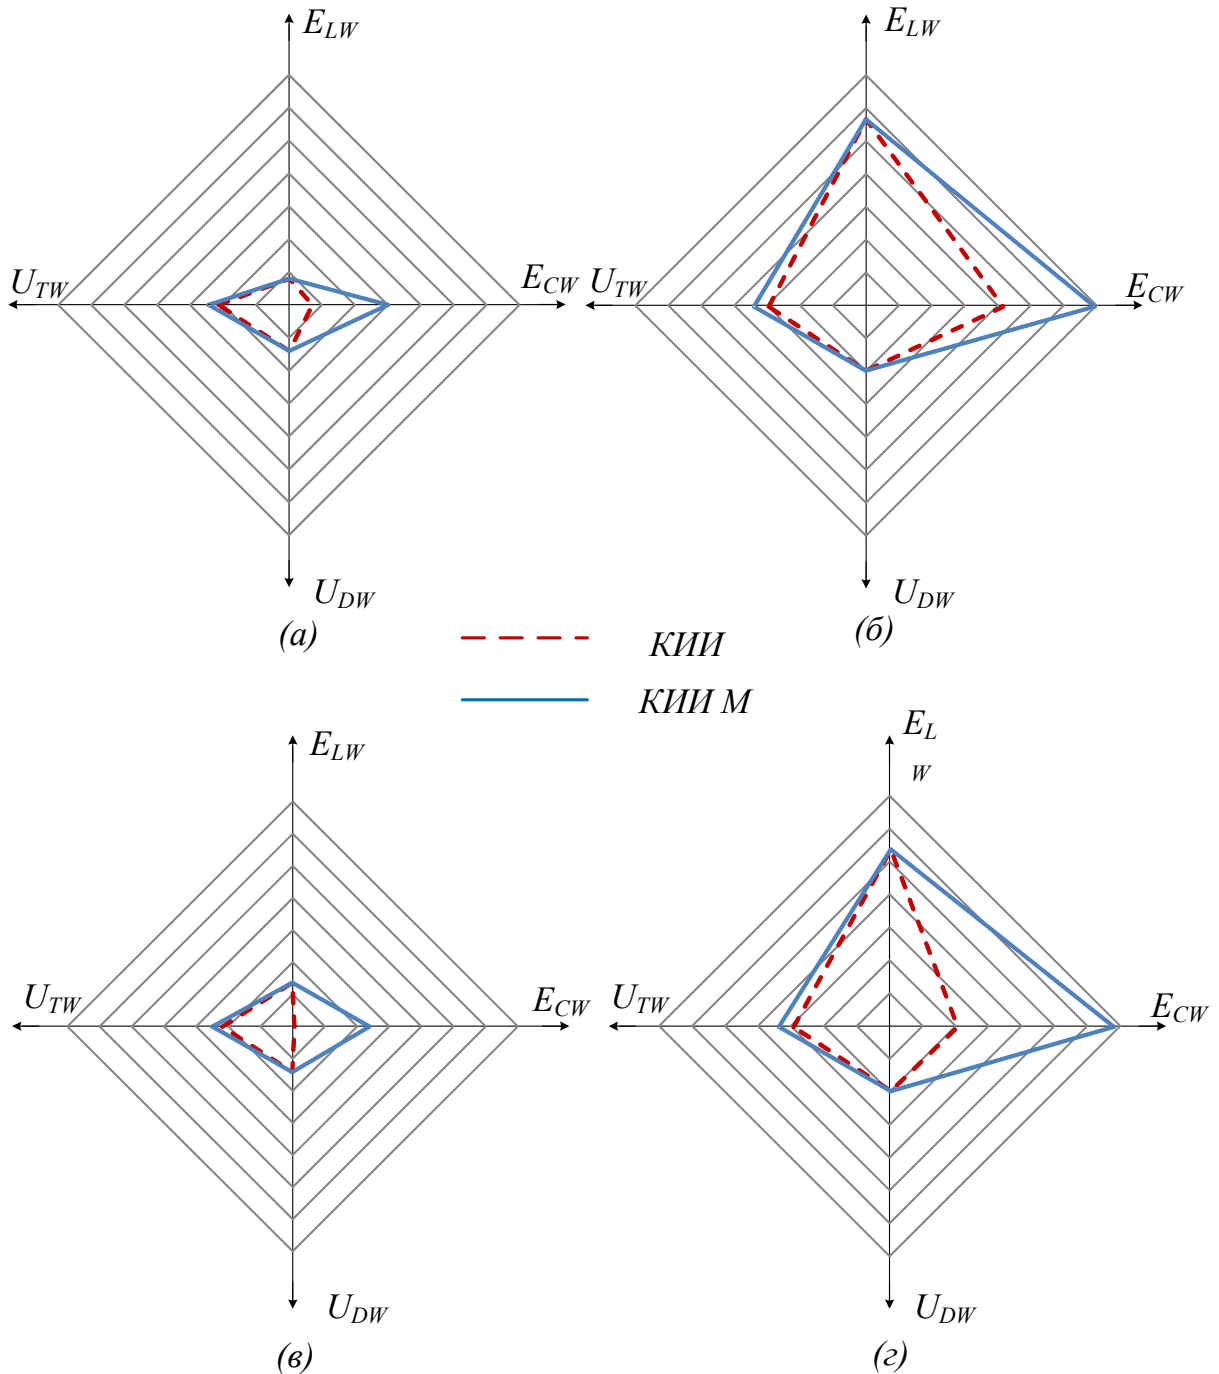 E_LW
E_LW
U_TW
E_CW
U_TW
E_CW
U_DW
U_DW
(а)
(б)
КИИ
КИИ М
E_LW
E_L
W
U_TW
E_CW
U_TW
E_CW
U_DW
U_DW
(в)
(г)